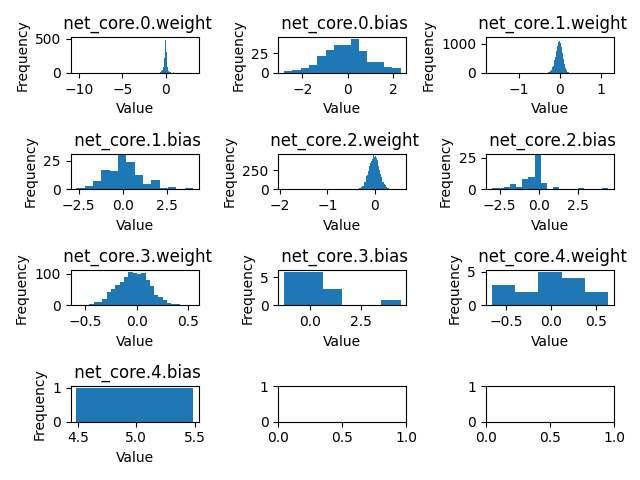 net_core.0.weight
net_core.0.bias
net_core.1.weight
Frequency
500
0
−10
−5
0
Value
Frequency
25
0
−2
0
2
Value
Frequency
1000
0
−1
0
1
Value
net_core.1.bias
net_core.2.weight
net_core.2.bias
Frequency
25
0
−2.5
0.0
2.5
Value
Frequency
250
0
−2
−1
0
Value
Frequency
25
0
−2.5
0.0
2.5
Value
net_core.3.weight
net_core.3.bias
net_core.4.weight
Frequency
100
0
−0.5
0.0
0.5
Value
Frequency
5
0
0.0
2.5
Value
Frequency
5
0
−0.5
0.0
0.5
Value
net_core.4.bias
Frequency
1
0
4.5
5.0
5.5
Value
1
0
0.0
0.5
1.0
1
0
0.0
0.5
1.0